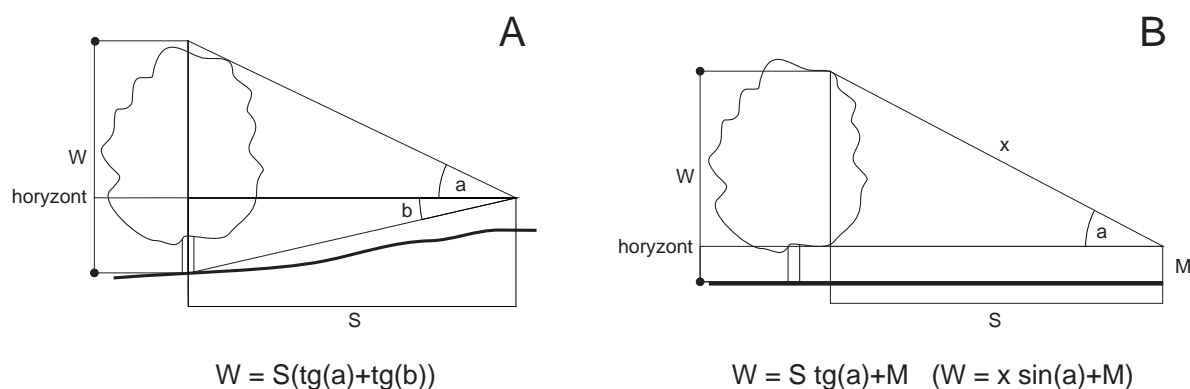 A
W
horyzont
a
b
S
W = S(tg(a)+tg(b))
B
x
W
a
horyzont
M
S
W = S tg(a)+M (W = x sin(a)+M)